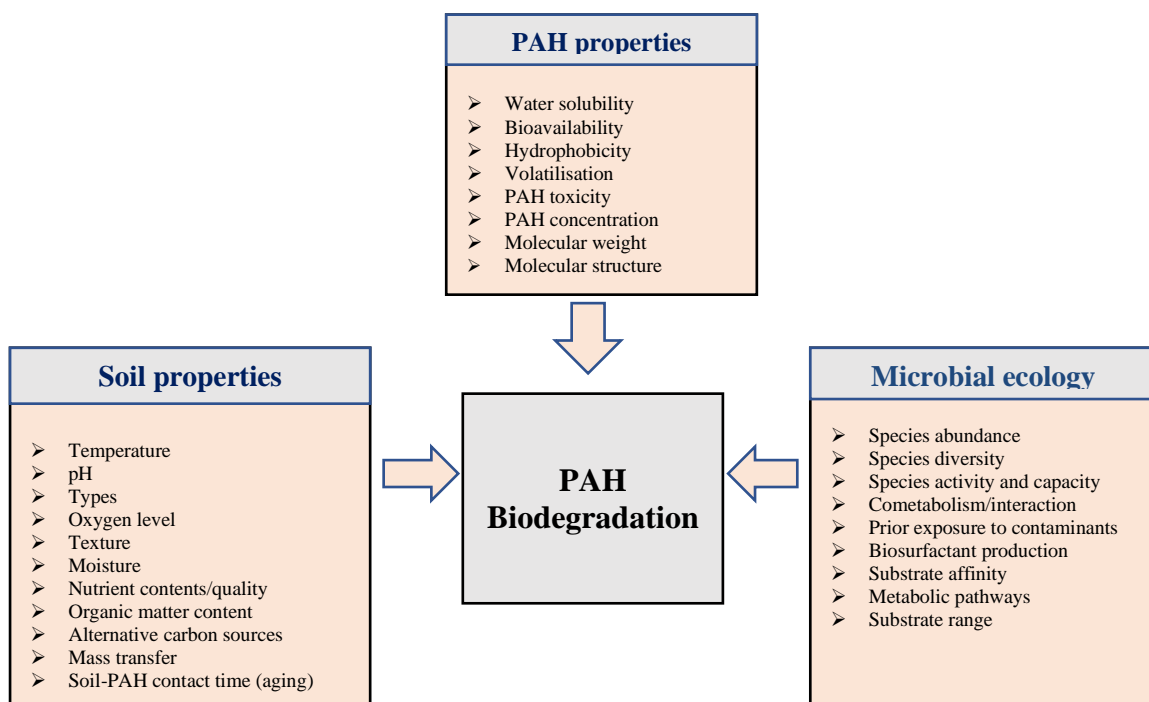 PAH properties
➢ Water solubility
➢ Bioavailability
➢ Hydrophobicity
➢ Volatilisation
➢ PAH toxicity
➢ PAH concentration
➢ Molecular weight
➢ Molecular structure
Soil properties
➢ Temperature
➢ pH
➢ Types
➢ Oxygen level
➢ Texture
➢ Moisture
➢ Nutrient contents/quality
➢ Organic matter content
➢ Alternative carbon sources
➢ Mass transfer
➢ Soil-PAH contact time (aging)
PAH
Biodegradation
Microbial ecology
➢ Species abundance
➢ Species diversity
➢ Species activity and capacity
➢ Cometabolism/interaction
➢ Prior exposure to contaminants
➢ Biosurfactant production
➢ Substrate affinity
➢ Metabolic pathways
➢ Substrate range